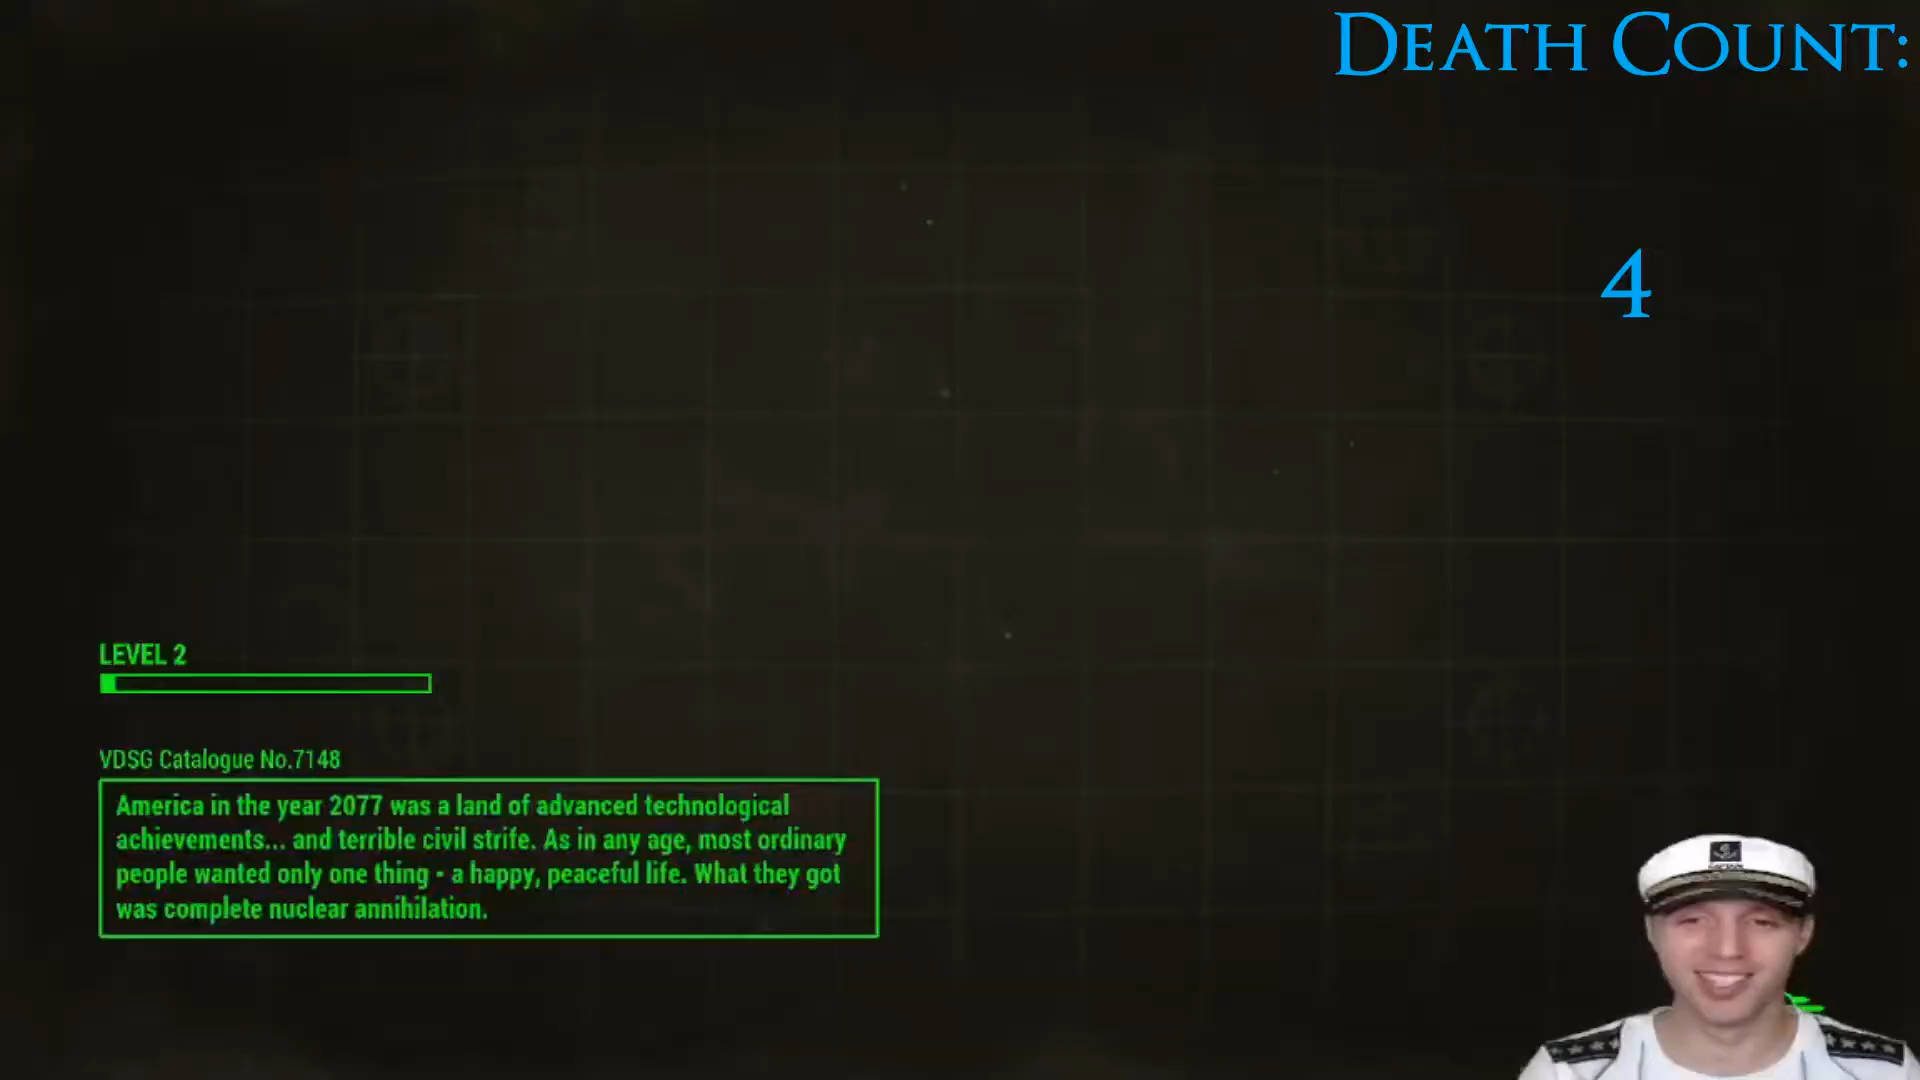 DEATH COUNT:
4
LEVEL 2
VDSG Catalogue No.7148
America in the year 2077 was a land of advanced technological
achievements... and terrible civil strife. As in any age, most ordinary
people wanted only one thing - a happy, peaceful life. What they got
was complete nuclear annihilation.